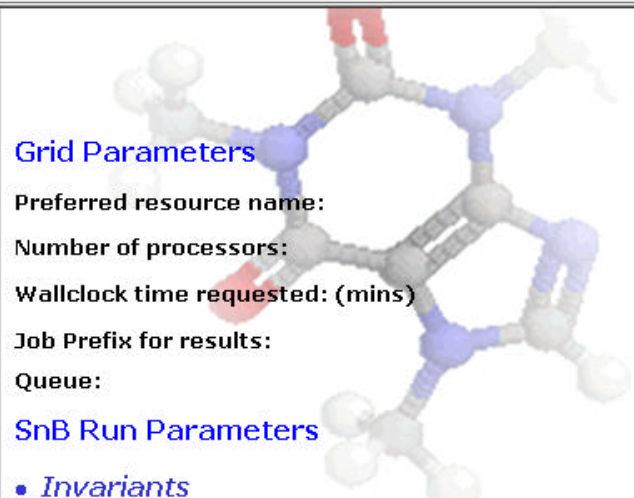 Grid Parameters
Preferred resource name:
Number of processors:
Wallclock time requested: (mins)
Job Prefix for results:
Queue:
SnB Run Parameters
• Invariants